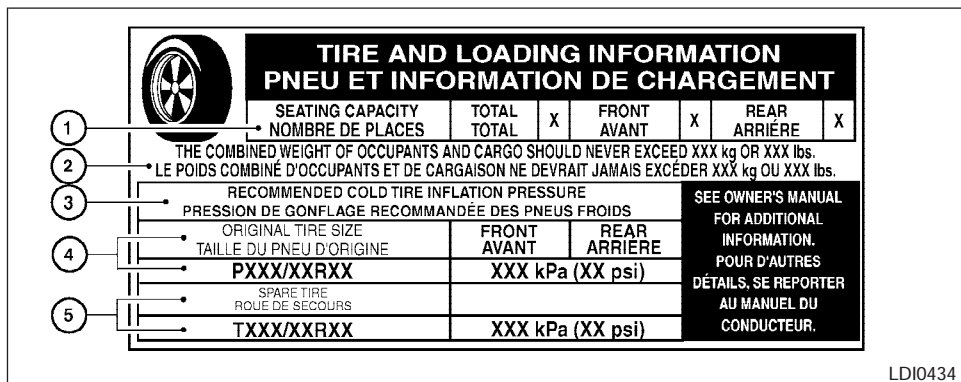 TIRE AND LOADING INFORMATION
PNEU ET INFORMATION DE CHARGEMENT
1
SEATING CAPACITY
NOMBRE DE PLACES
TOTAL
TOTAL
X
FRONT
AVANT
X
REAR
ARRIÉRE
X
2
THE COMBINED WEIGHT OF OCCUPANTS AND CARGO SHOULD NEVER EXCEED XXX kg OR XXX lbs.
LE POIDS COMBINÉ D'OCCUPANTS ET DE CARGAISON NE DEVRAIT JAMAIS EXCÉDER XXX kg OU XXX lbs.
3
RECOMMENDED COLD TIRE INFLATION PRESSURE
PRESSION DE GONFLAGE RECOMMANDÉE DES PNEUS FROIDS
4
ORIGINAL TIRE SIZE
TAILLE DU PNEU D'ORIGINE
FRONT
AVANT
REAR
ARRIÈRE
PXXX/XXRXX
XXX kPa (XX psi)
5
SPARE TIRE
ROUE DE SECOURS
TXXX/XXRXX
XXX kPa (XX psi)
SEE OWNER'S MANUAL
FOR ADDITIONAL
INFORMATION.
POUR D'AUTRES
DÉTAILS, SE REPORTER
AU MANUEL DU
CONDUCTEUR.
LDI0434